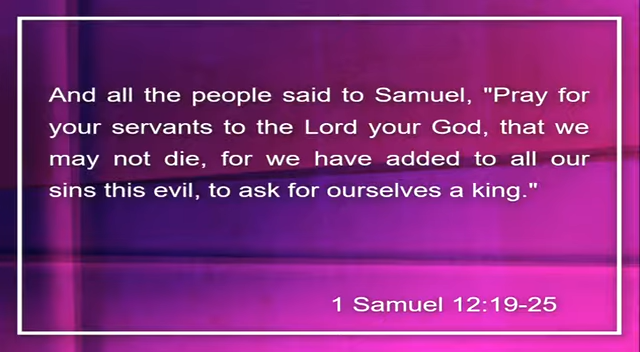 And all the people said to Samuel, "Pray for
your servants to the Lord your God, that we
may not die, for we have added to all our
sins this evil, to ask for ourselves a king."
1 Samuel 12:19-25